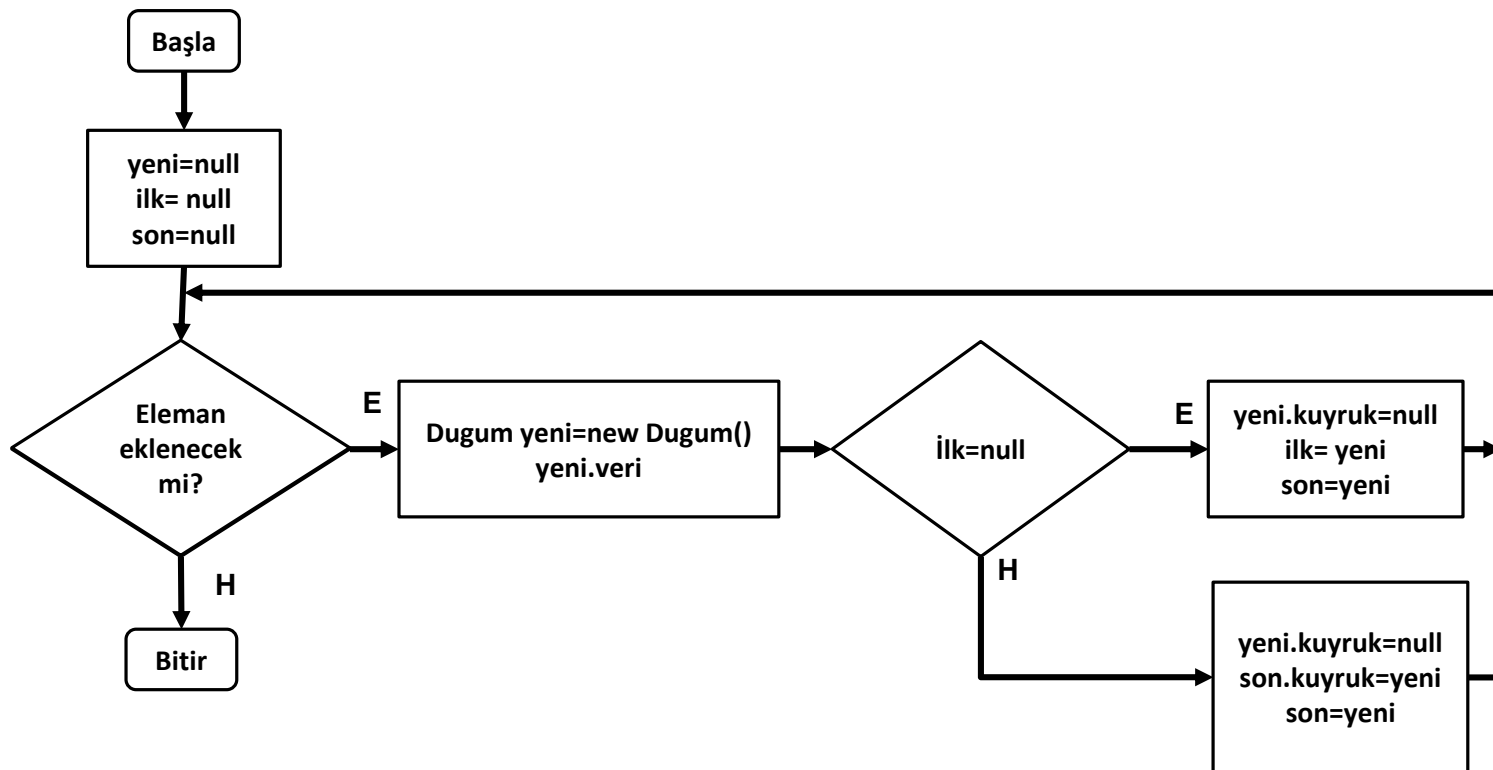 Başla
yeni=null
ilk= null
son=null
Eleman
eklenecek
mi?
E
H
Bitir
Dugum yeni=new Dugum()
yeni.veri
İlk=null
E
yeni.kuyruk=null
ilk= yeni
son=yeni
H
yeni.kuyruk=null
son.kuyruk=yeni
son=yeni